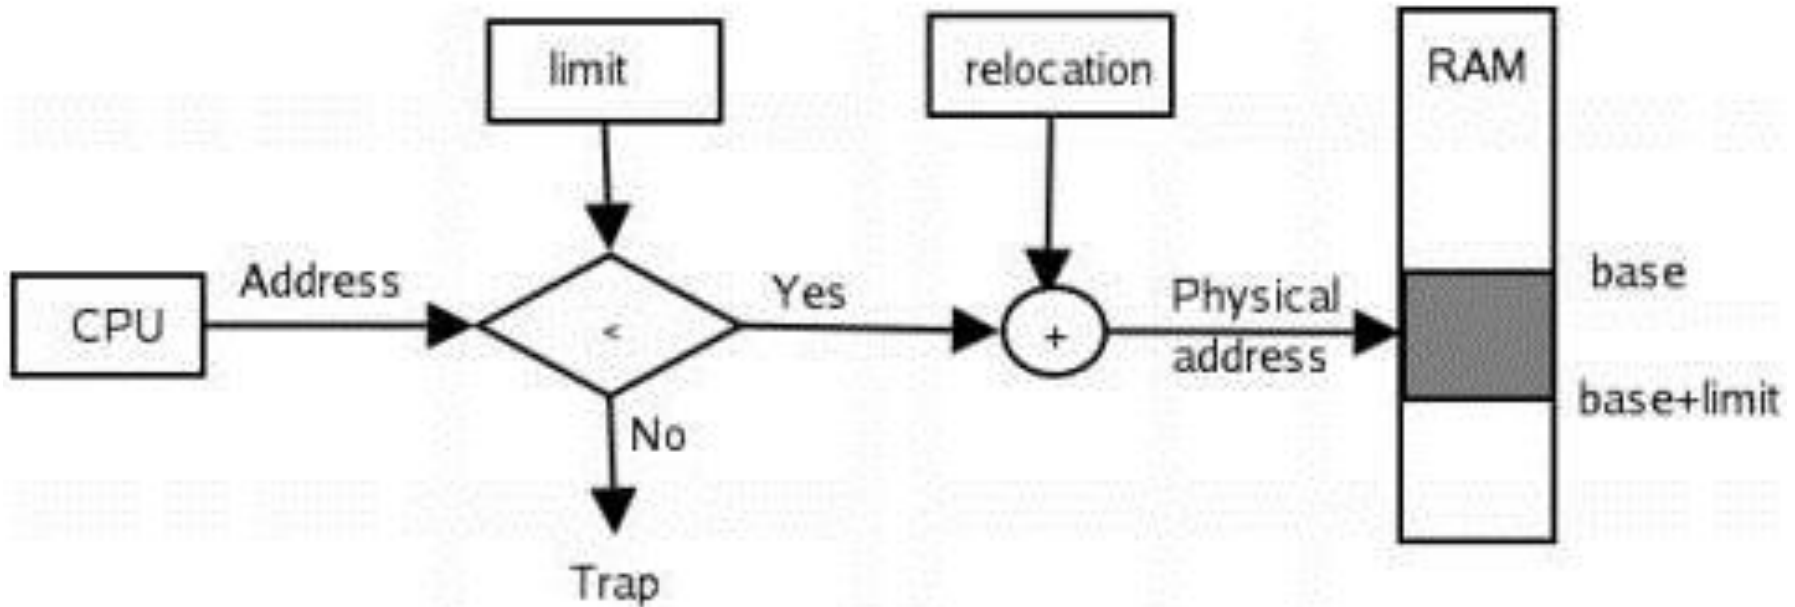 limit
relocation
RAM
CPU
Address
<
Yes
No
Trap
+
Physical
address
base
base+limit